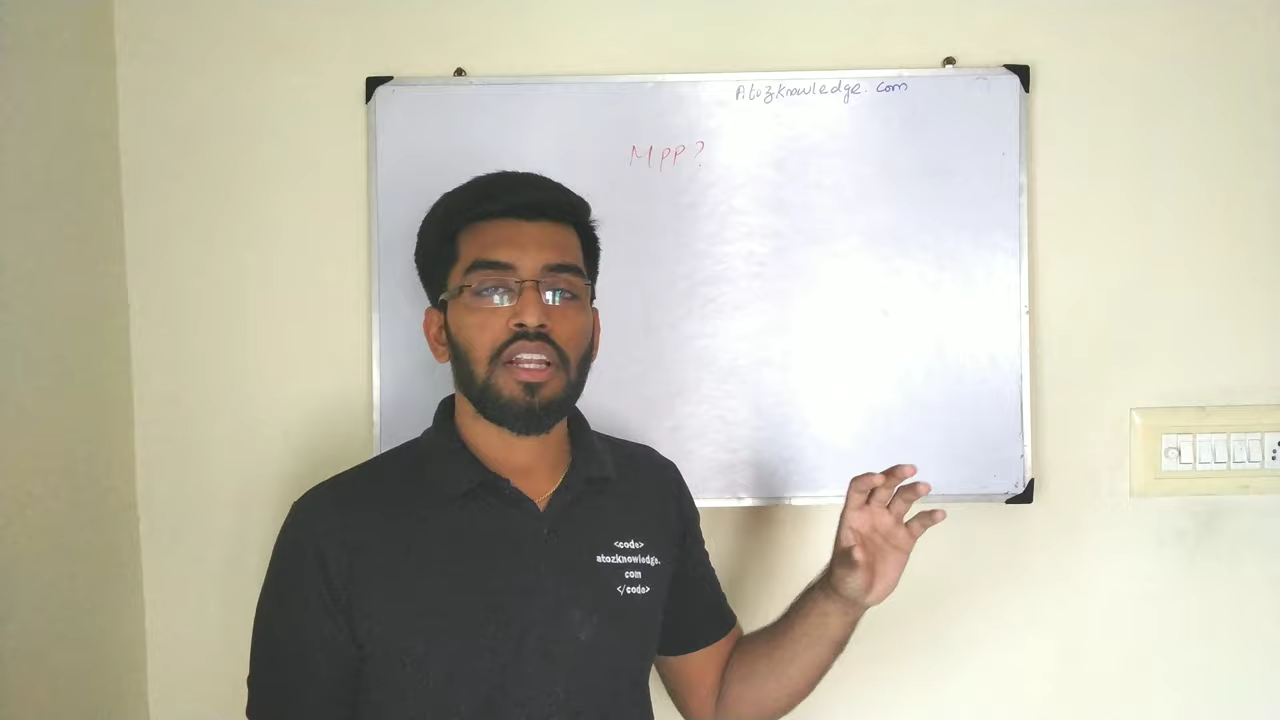 Atozknowledge.com
MPP?
<code>
atozknowledge.
com
</code>